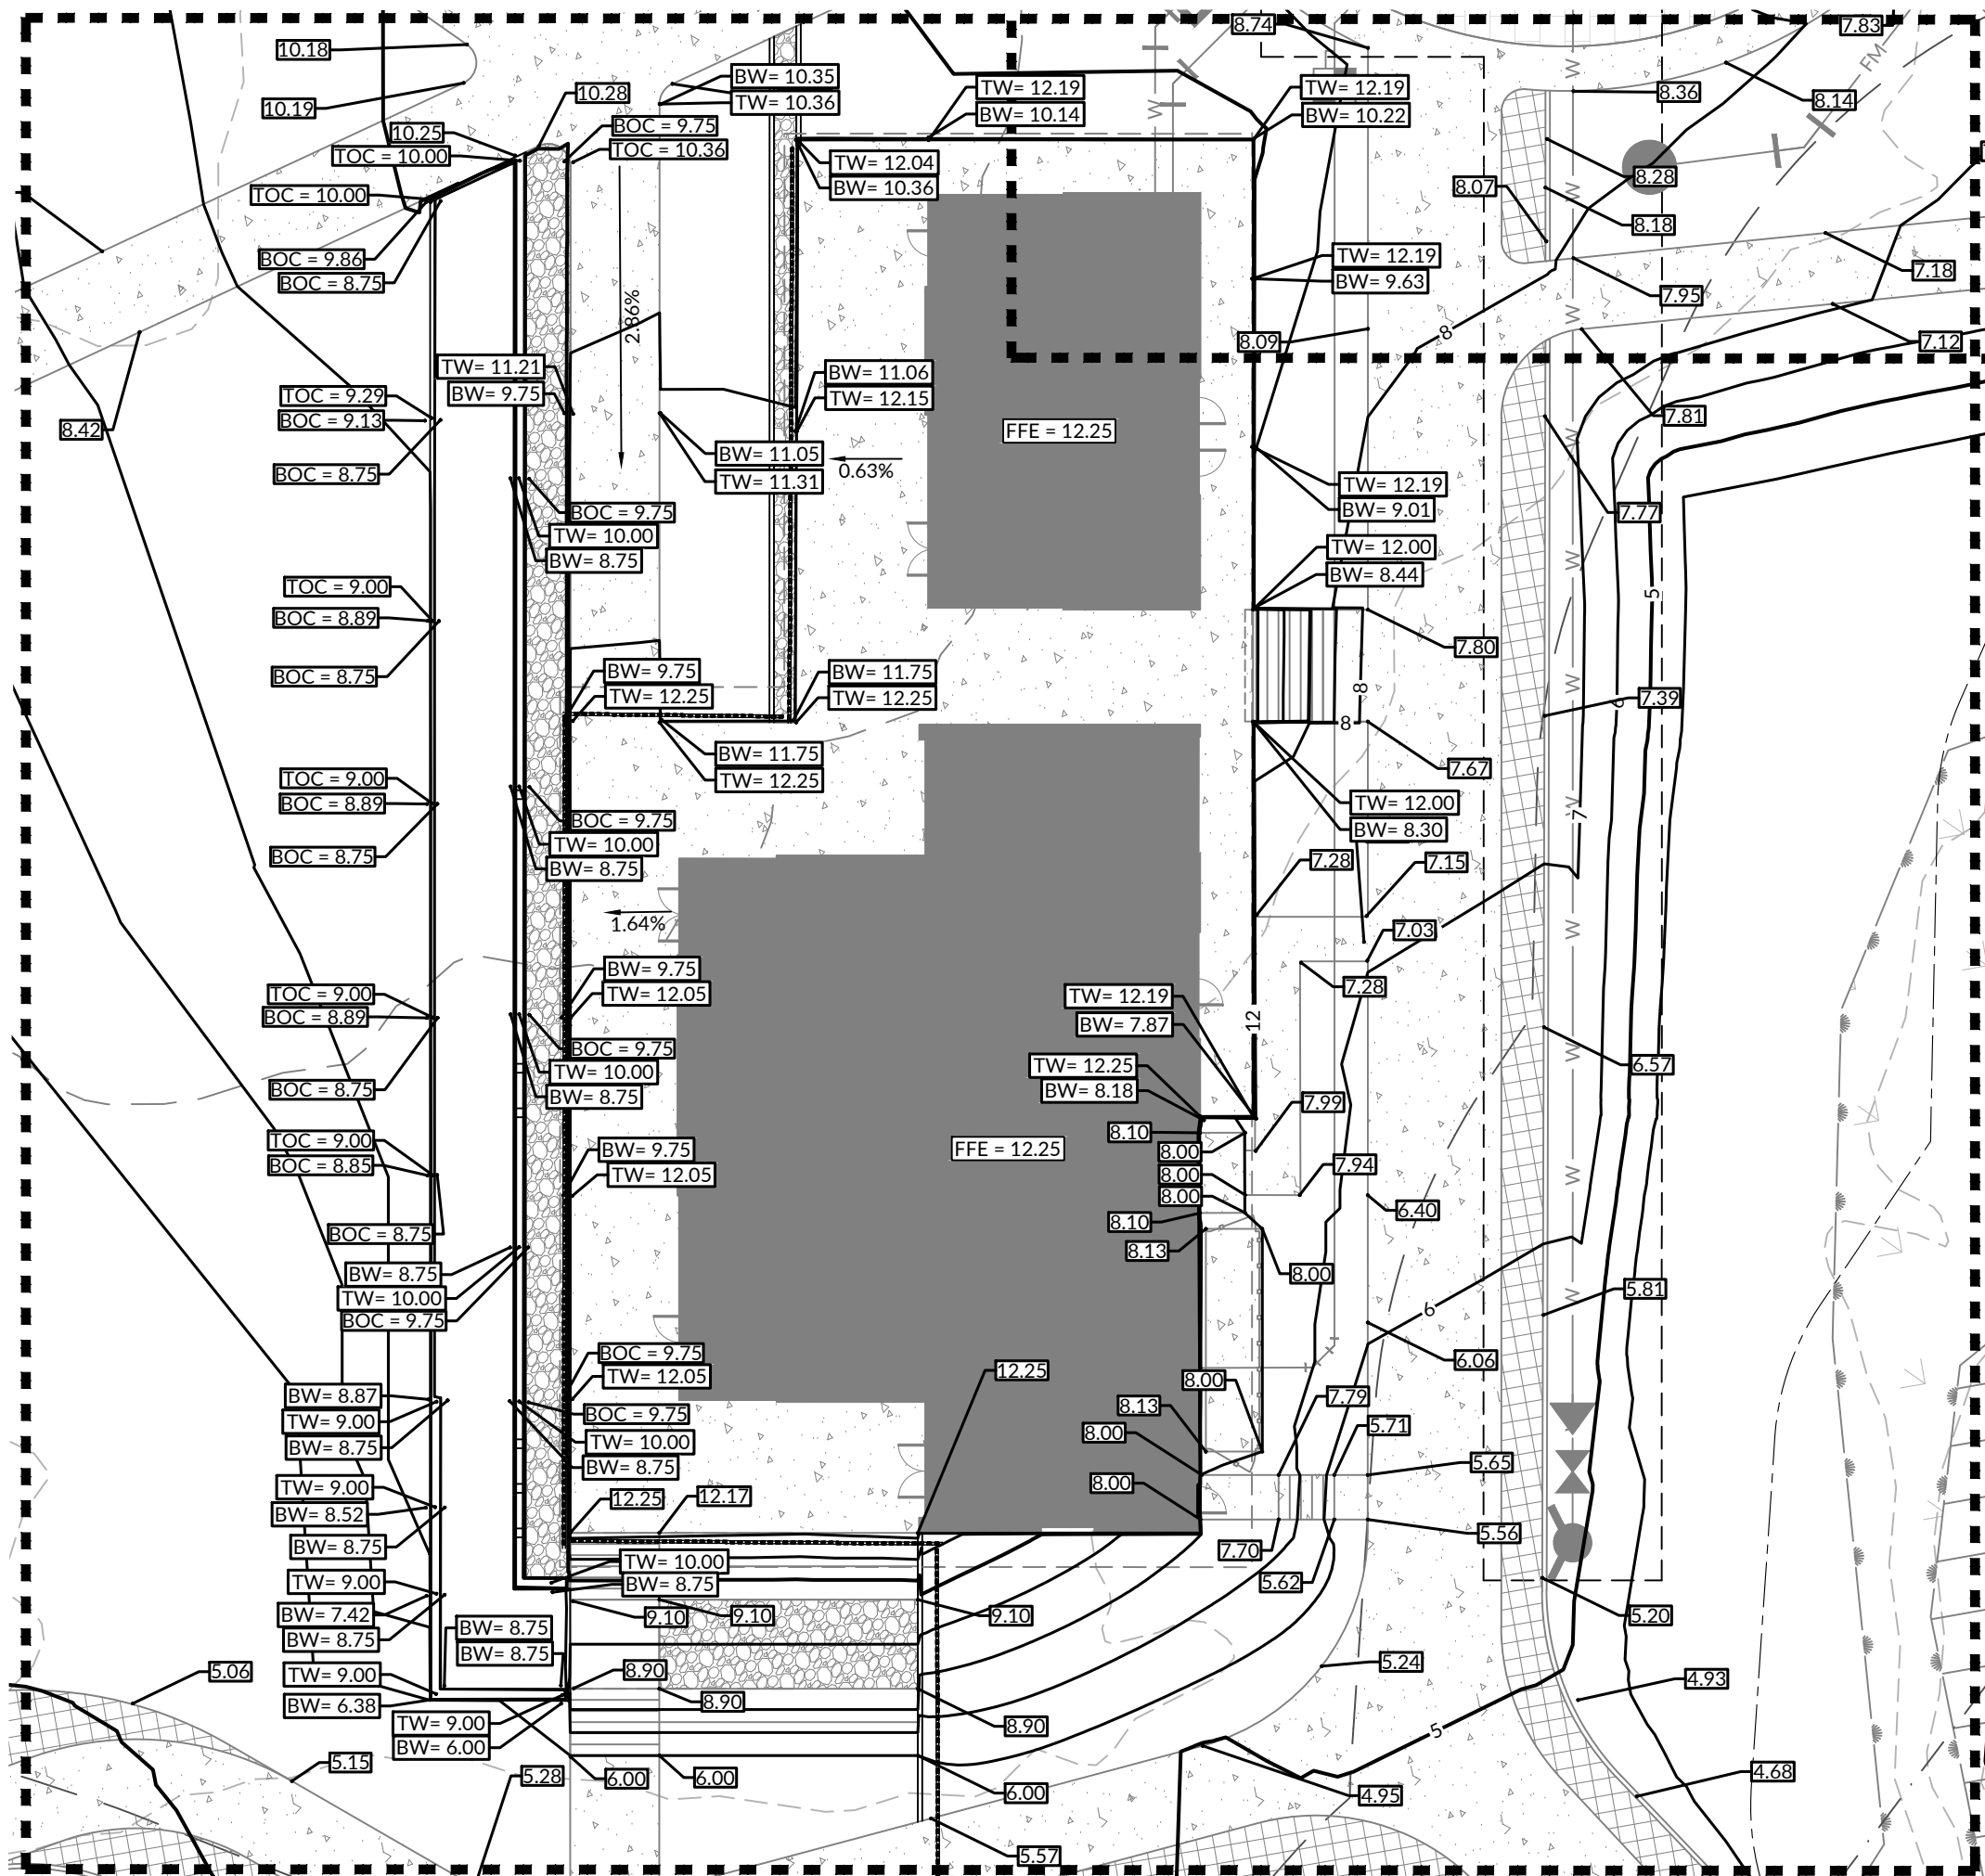 10.18
8.74
7.83
FM
BW= 10.35
TW= 10.36
TW= 12.19
BW= 10.14
TW= 12.19
BW= 10.22
8.36
8.14
10.28
10.19
BOC = 9.75
TOC = 10.36
10.25
TOC = 10.00
W
TW= 12.04
BW= 10.36
8.07
8.28
TOC = 10.00
8.18
BOC = 9.86
BOC = 8.75
TW= 12.19
BW= 9.63
7.18
7.95
2.86%
8.09
8
7.12
TW= 11.21
BW= 9.75
BW= 11.06
TW= 12.15
TOC = 9.29
BOC = 9.13
8.42
FFE = 12.25
7.81
BW= 11.05
TW= 11.31
0.63%
BOC = 8.75
TW= 12.19
BW= 9.01
7.77
BOC = 9.75
TW= 10.00
BW= 8.75
TW= 12.00
BW= 8.44
TOC = 9.00
BOC = 8.89
5
7.80
BOC = 8.75
BW= 9.75
TW= 12.25
BW= 11.75
TW= 12.25
8
7.39
6
8
BW= 11.75
TW= 12.25
7.67
TOC = 9.00
BOC = 8.89
TW= 12.00
BW= 8.30
7
BOC = 9.75
TW= 10.00
BW= 8.75
BOC = 8.75
7.28
7.15
1.64%
7.03
BW= 9.75
TW= 12.05
7.28
TOC = 9.00
BOC = 8.89
TW= 12.19
BW= 7.87
12
BOC = 9.75
TW= 10.00
BW= 8.75
TW= 12.25
BW= 8.18
6.57
BOC = 8.75
7.99
TOC = 9.00
BOC = 8.85
BW= 9.75
TW= 12.05
FFE = 12.25
8.10
8.00
8.00
8.00
7.94
6.40
8.10
8.13
BOC = 8.75
BW= 8.75
TW= 10.00
BOC = 9.75
8.00
5.81
6
BOC = 9.75
TW= 12.05
12.25
8.00
6.06
BW= 8.87
TW= 9.00
BW= 8.75
BOC = 9.75
TW= 10.00
BW= 8.75
8.13
8.00
7.79
5.71
5.65
8.00
TW= 9.00
BW= 8.52
BW= 8.75
12.25
12.17
5.56
7.70
TW= 10.00
BW= 8.75
TW= 9.00
BW= 7.42
BW= 8.75
5.62
9.10
9.10
9.10
5.20
BW= 8.75
BW= 8.75
5.06
TW= 9.00
BW= 6.38
8.90
8.90
8.90
5.24
4.93
TW= 9.00
BW= 6.00
5
5.15
5.28
6.00
6.00
6.00
4.95
4.68
5.57